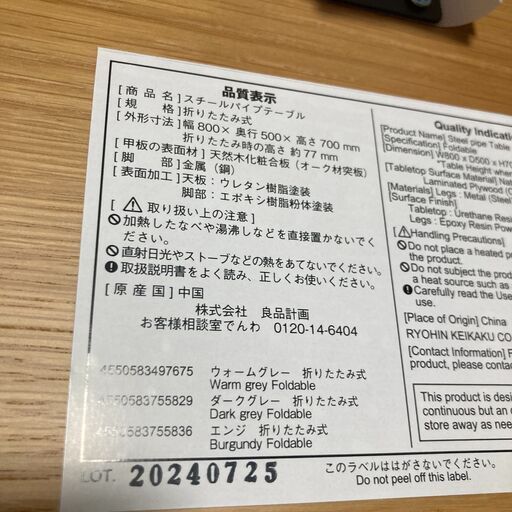 品質表示
[ 商 品 名 ] スチールパイプテーブル
[ 規　　格 ] 折りたたみ式
[ 外形寸法 ] 幅 800× 奥行 500× 高さ 700 mm
折りたたみ時の高さ 約 77 mm
[ 甲板の表面材 ] 天然木化粧合板（オーク材突板）
[ 脚　　部 ] 金属（鋼）
[ 表面加工 ] 天板：ウレタン樹脂塗装
脚部：エポキシ樹脂粉体塗装
[ ⚠ 取り扱い上の注意 ]
加熱したなべや湯沸しなどを直接置かないでください。
直射日光やストーブなどの熱をあてないでください。
取扱説明書をよく読み、正しくご使用ください。
[ 原 産 国 ] 中国
株式会社　良品計画
お客様相談室でんわ　0120-14-6404
4550583497675　ウォームグレー　折りたたみ式
Warm grey Foldable
4550583755829　ダークグレー　折りたたみ式
Dark grey Foldable
4550583755836　エンジ　折りたたみ式
Burgundy Foldable
LOT. 20240725
Quality Indication
[Product Name] Steel pipe Table
[Specification] Foldable
[Dimension] W800 x D500 x H70
*Table Height when
[Tabletop Surface Material] Nat
Laminated Plywood (O
[Materials] Legs : Metal (Steel
[Surface Finish]
Tabletop : Urethane Resin
Legs : Epoxy Resin Pow
[⚠Handling Precautions]
Do not place a heated po
the product.
Do not subject the produ
a heat source such as
Carefully read the User
use.
[Place of Origin] China
RYOHIN KEIKAKU CO
[Contact Information] F
product, please contac
This product is desig
continuous but an o
store away as need
このラベルははがさないでください。
Do not peel off this label.